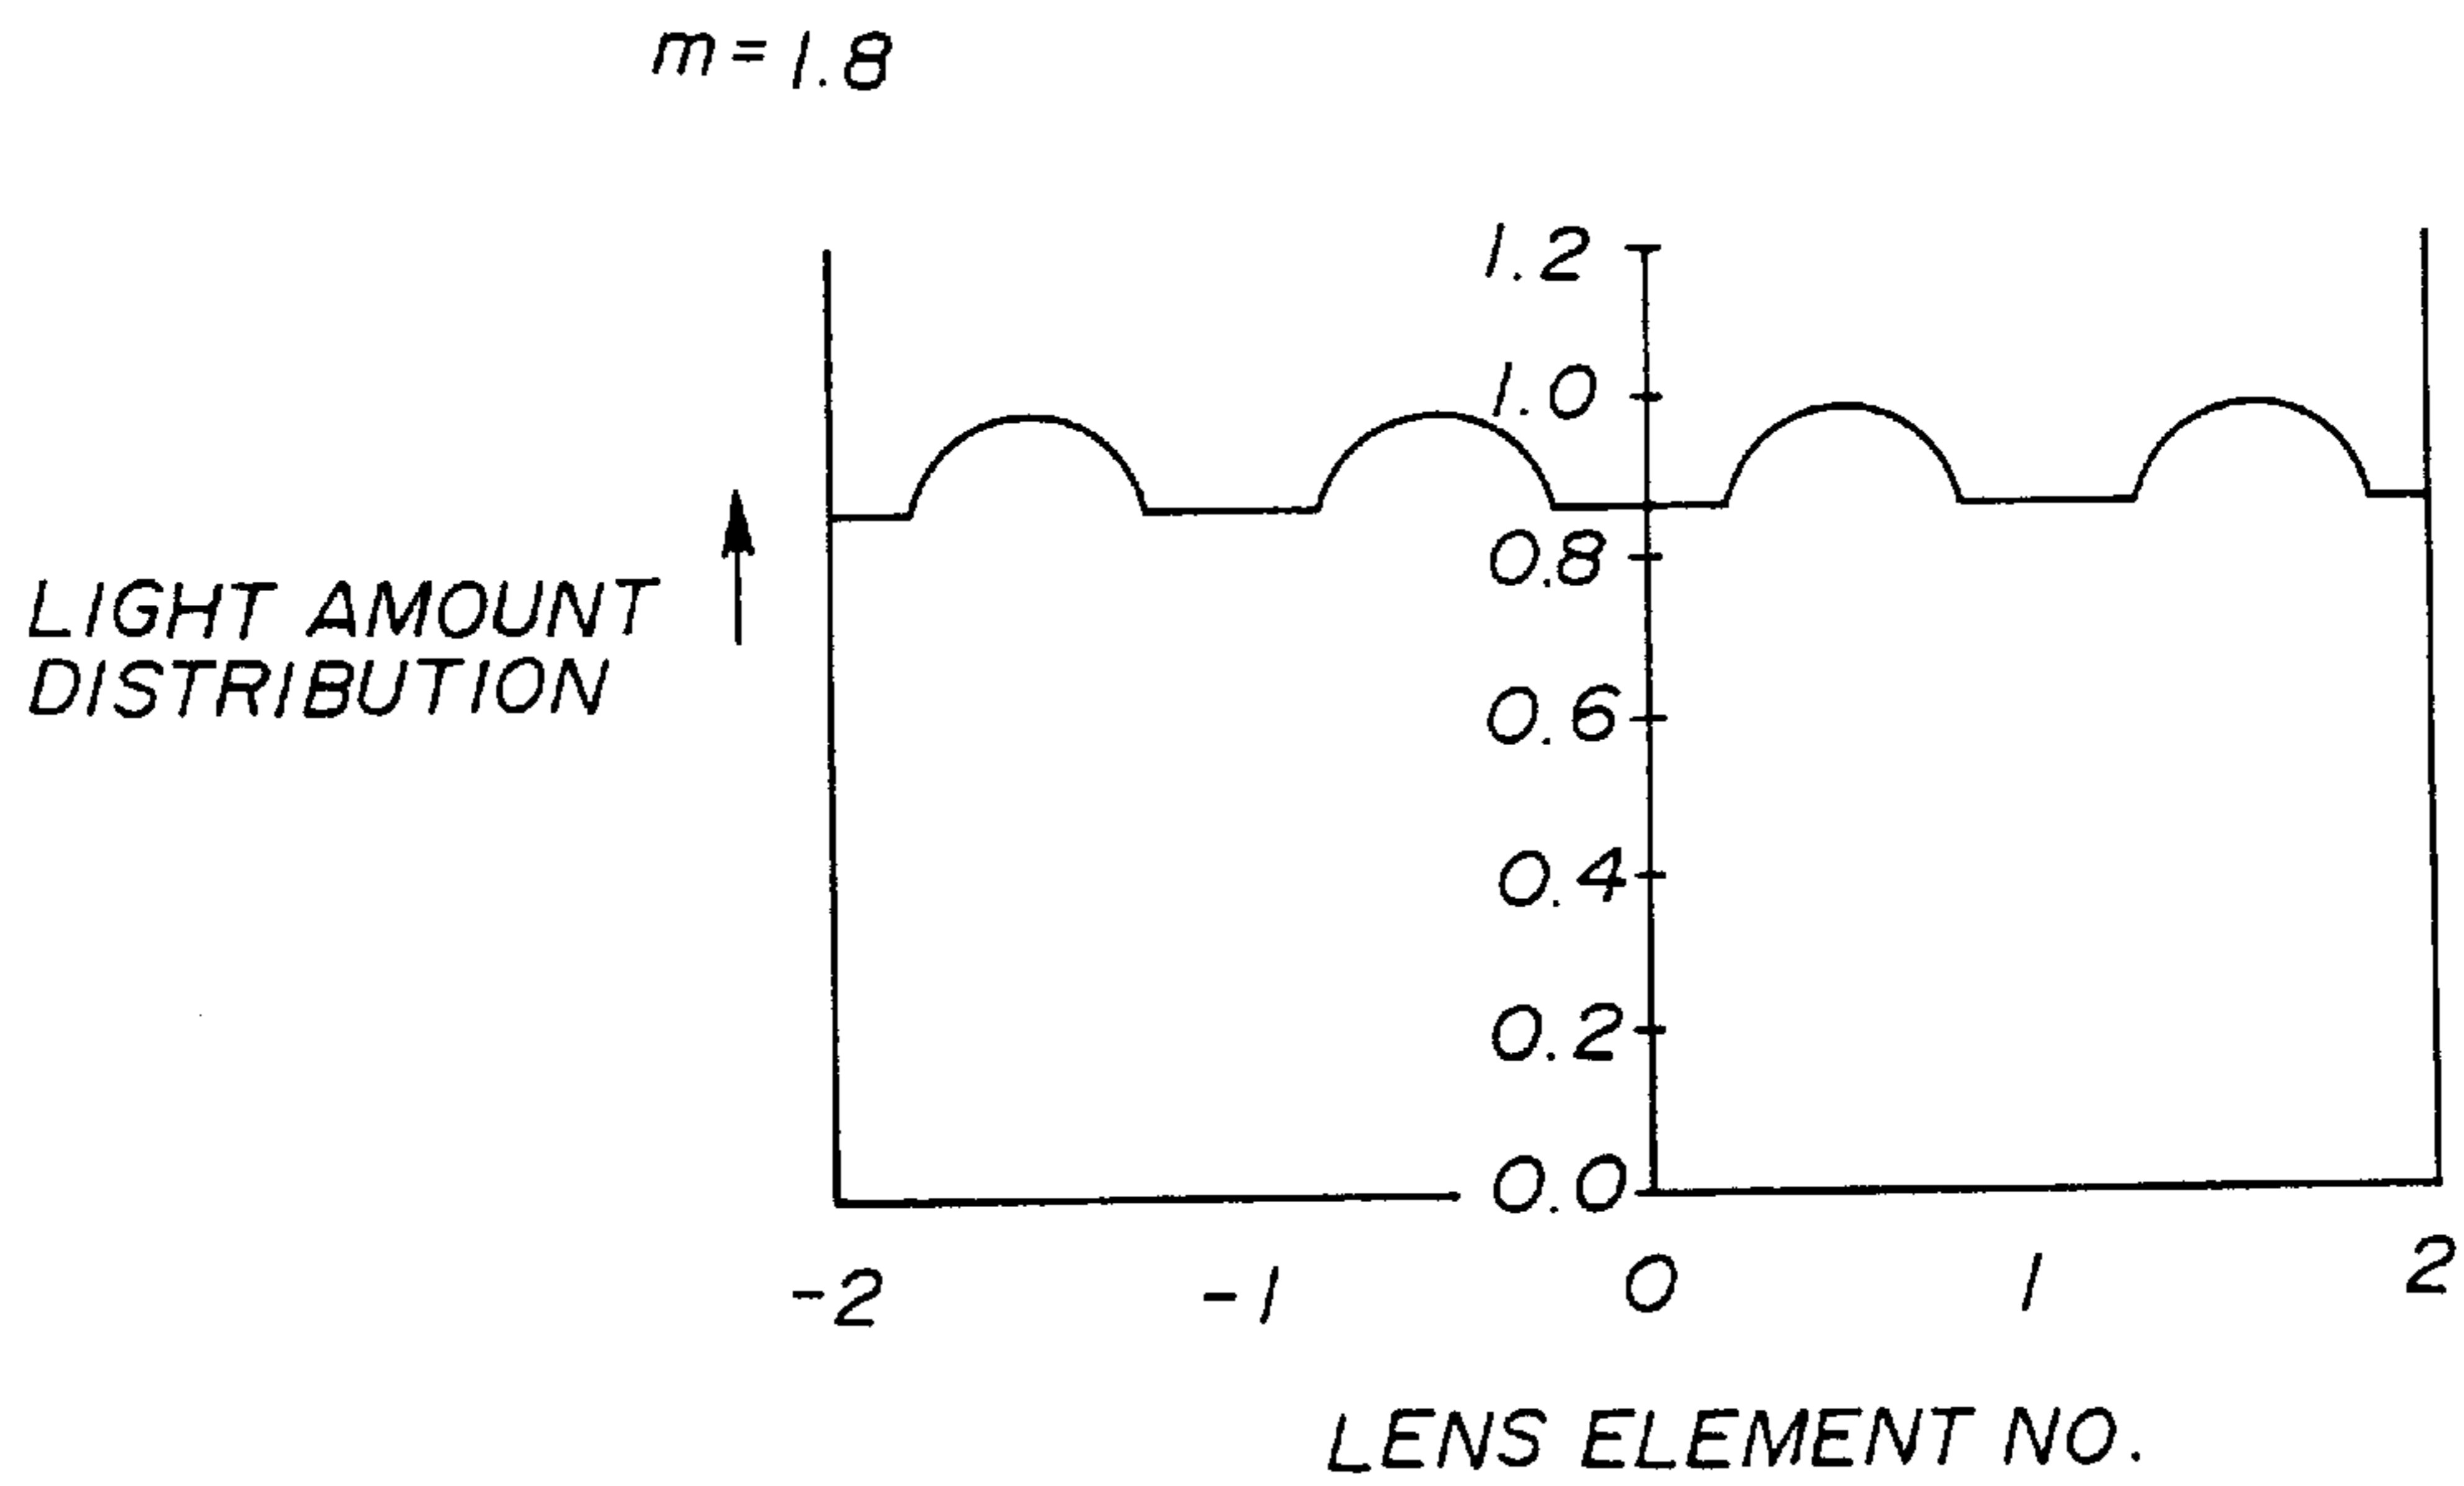 m=1.8
1.2
1.0
0.8
LIGHT AMOUNT
DISTRIBUTION
0.6
0.4
0.2
0.0
-2 -1 0 1 2
LENS ELEMENT NO.